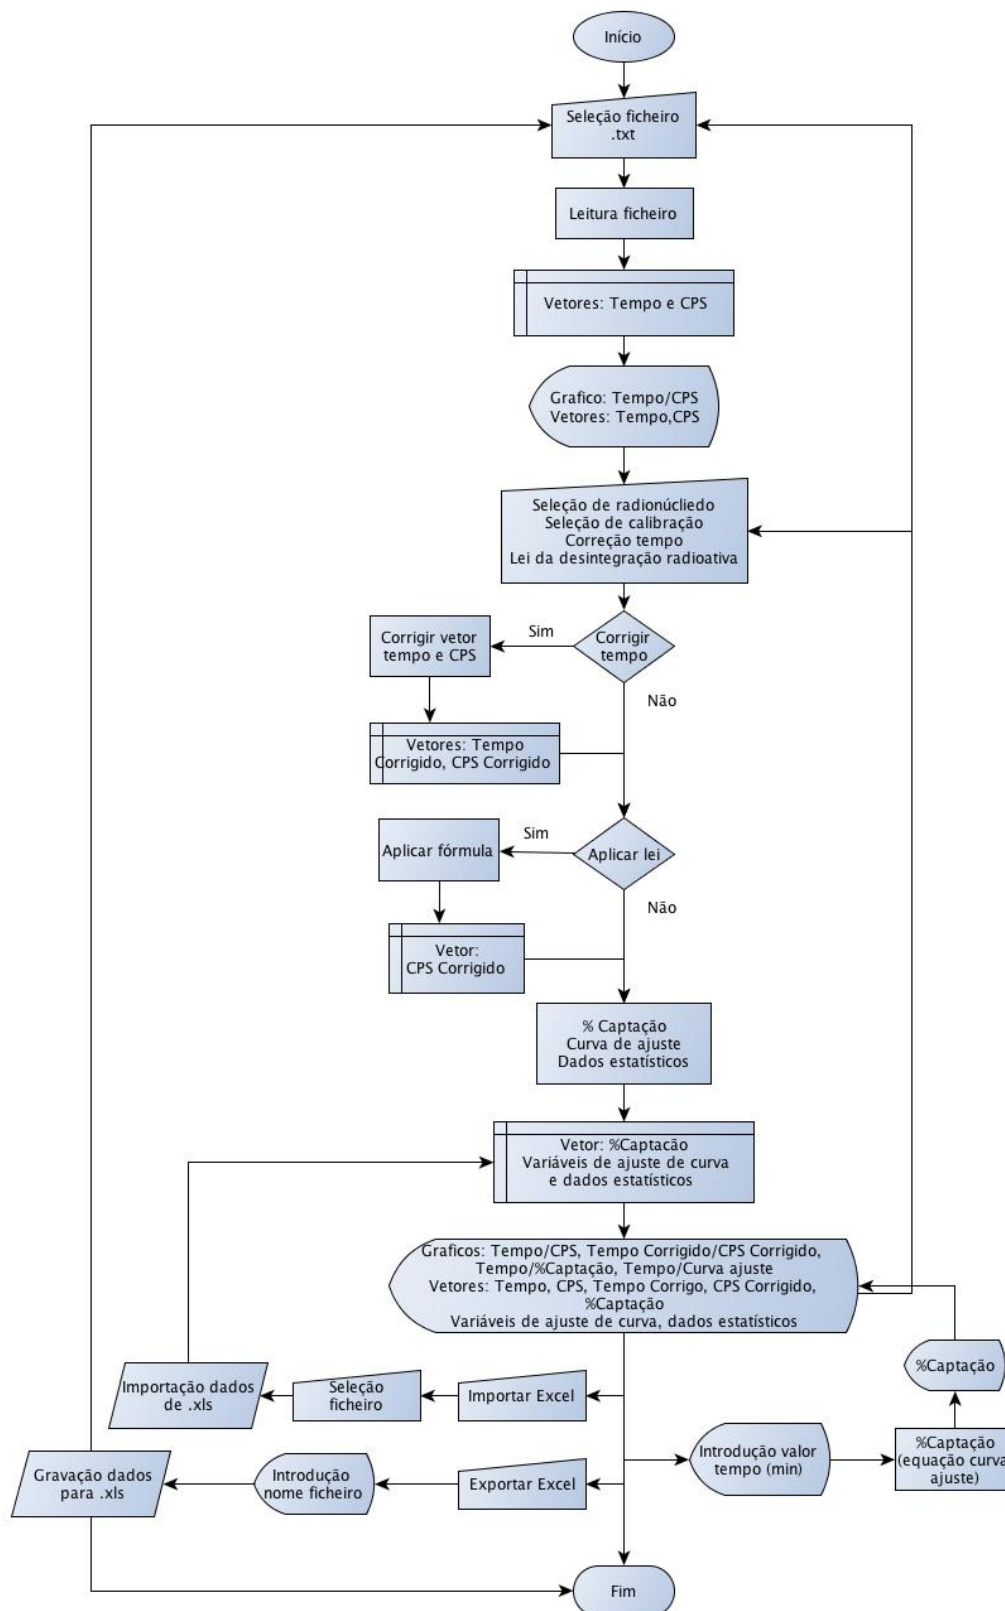 Início
Seleção ficheiro
.txt
Leitura ficheiro
Vetores: Tempo e CPS
Grafico: Tempo/CPS
Vetores: Tempo,CPS
Seleção de radionúcliedo
Seleção de calibração
Correção tempo
Lei da desintegração radioativa
Corrigir
tempo
Sim
Não
Corrigir vetor
tempo e CPS
Vetores: Tempo
Corrigido, CPS Corrigido
Aplicar lei
Sim
Não
Aplicar fórmula
Vetor:
CPS Corrigido
% Captação
Curva de ajuste
Dados estatísticos
Vetor: %Captacão
Variáveis de ajuste de curva
e dados estatísticos
Graficos: Tempo/CPS, Tempo Corrigido/CPS Corrigido,
Tempo/%Captação, Tempo/Curva ajuste
Vetores: Tempo, CPS, Tempo Corrigo, CPS Corrigido,
%Captação
Variáveis de ajuste de curva, dados estatísticos
Importar Excel
Seleção
ficheiro
Importação dados
de .xls
Exportar Excel
Introdução
nome ficheiro
Gravação dados
para .xls
Introdução valor
tempo (min)
%Captação
(equação curva
ajuste)
%Captação
Fim